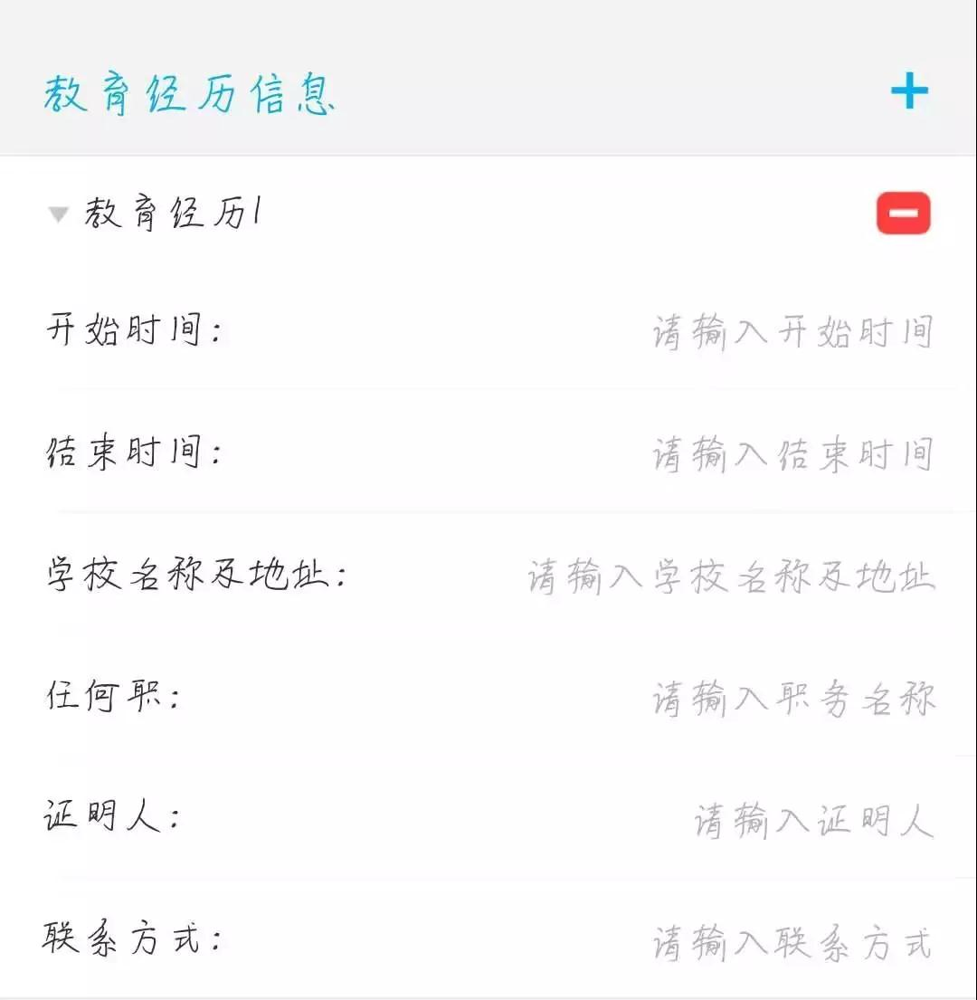 教育经历信息
教育经历1
开始时间: 请输入开始时间
结束时间: 请输入结束时间
学校名称及地址: 请输入学校名称及地址
任何职: 请输入职务名称
证明人: 请输入证明人
联系方式: 请输入联系方式